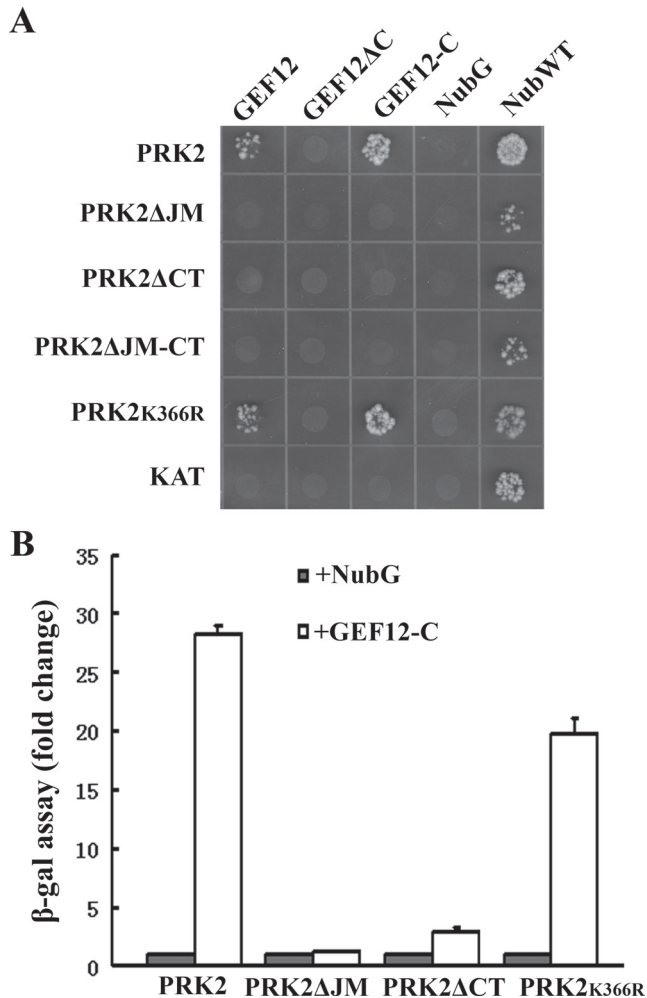 A
GEF12 GEF12ΔC GEF12-C NubG NubWT
PRK2
PRK2ΔJM
PRK2ΔCT
PRK2ΔJM-CT
PRK2K366R
KAT
B
β-gal assay (fold change)
35
30
25
20
15
10
5
0
+NubG
+GEF12-C
PRK2 PRK2ΔJM PRK2ΔCT PRK2K366R